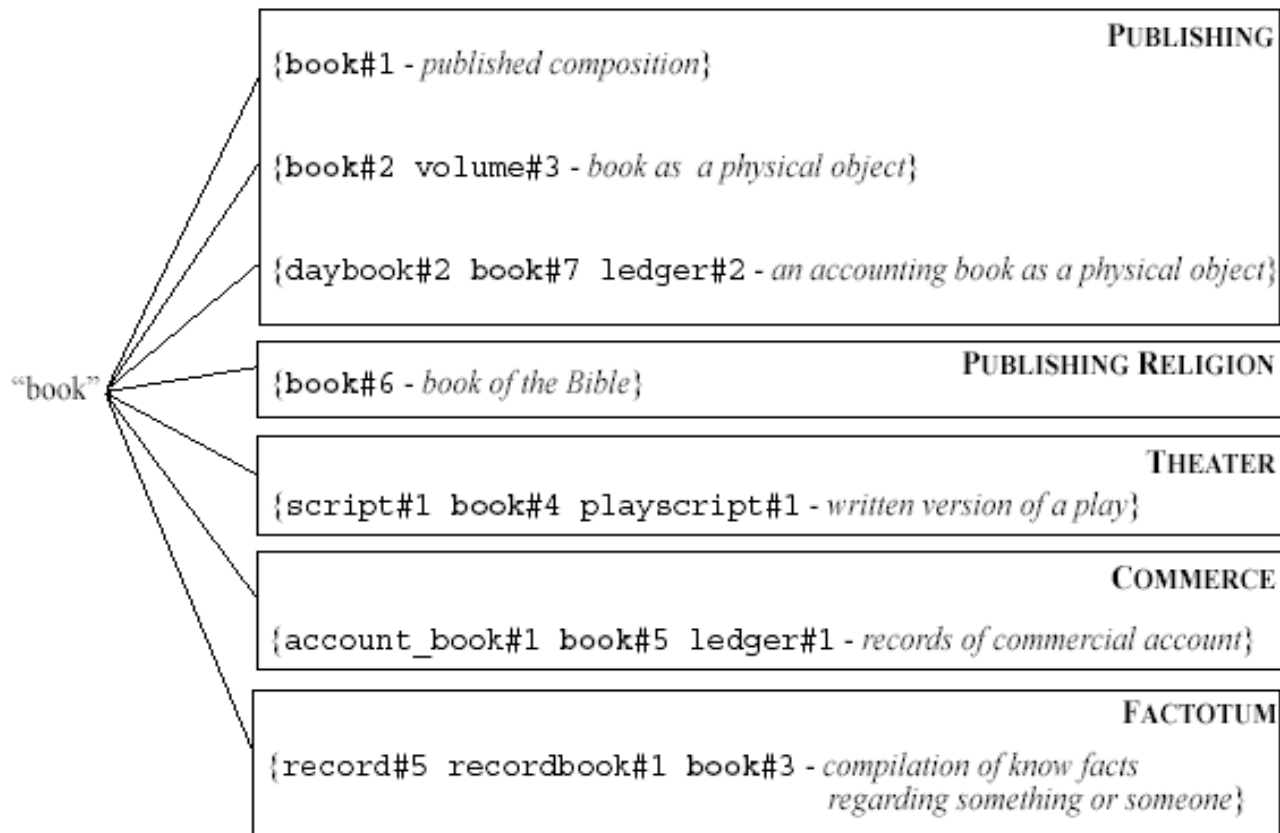 PUBLISHING
{book#1 - published composition}
{book#2 volume#3 - book as a physical object}
{daybook#2 book#7 ledger#2 - an accounting book as a physical object}
“book”
PUBLISHING RELIGION
{book#6 - book of the Bible}
THEATER
{script#1 book#4 playscript#1 - written version of a play}
COMMERCE
{account_book#1 book#5 ledger#1 - records of commercial account}
FACTOTUM
{record#5 recordbook#1 book#3 - compilation of know facts
regarding something or someone}